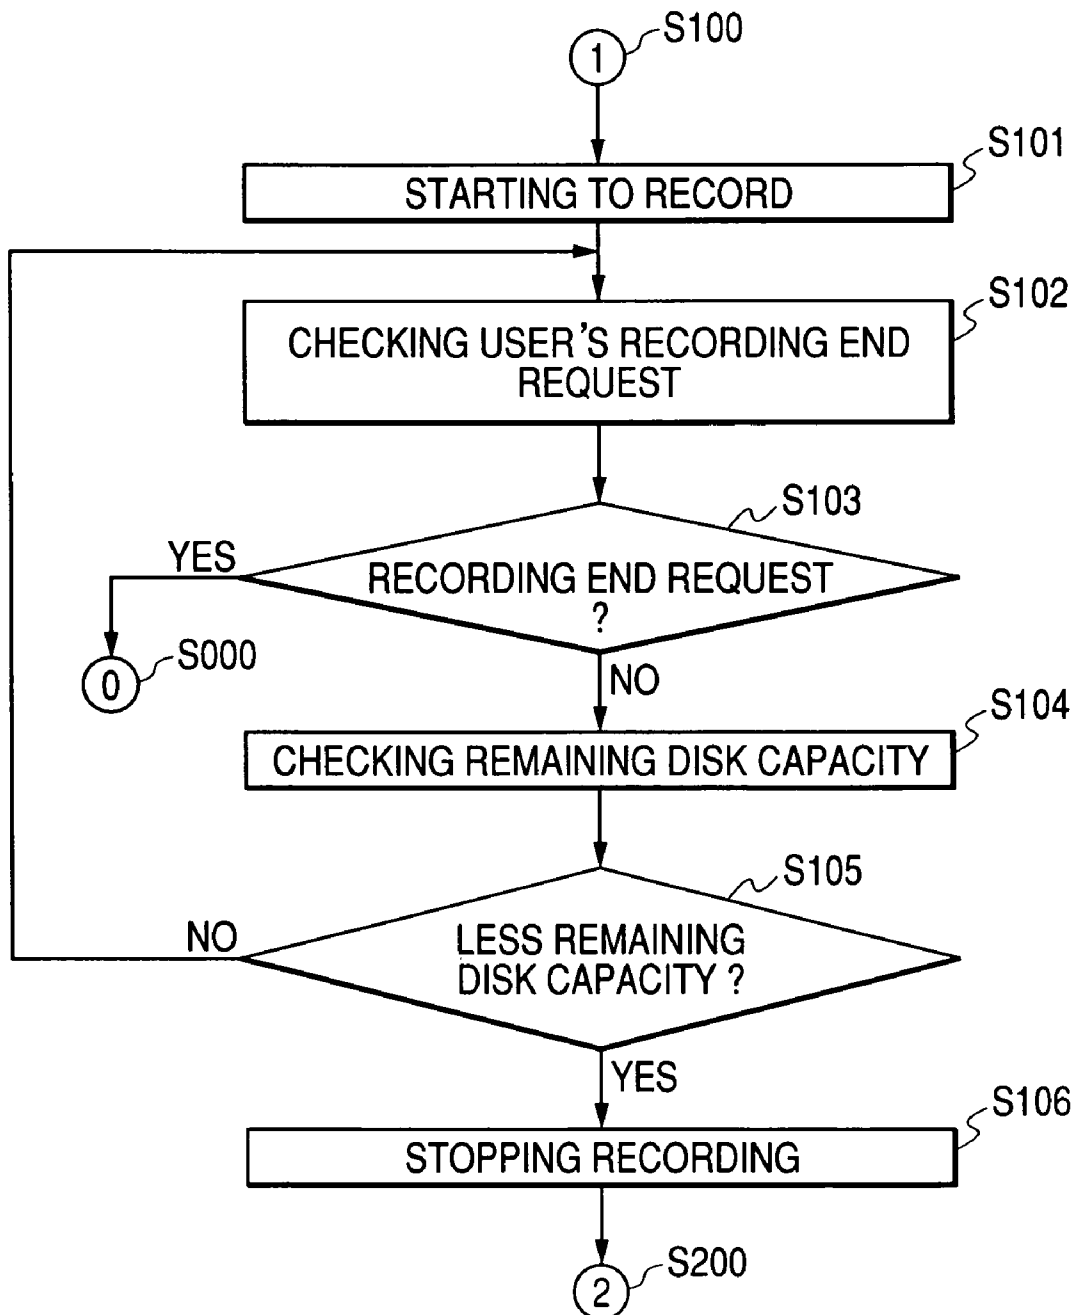 S100
1
S101
STARTING TO RECORD
S102
CHECKING USER'S RECORDING END
REQUEST
S103
YES
RECORDING END REQUEST
?
S000
0
NO
S104
CHECKING REMAINING DISK CAPACITY
S105
NO
LESS REMAINING
DISK CAPACITY ?
YES
S106
STOPPING RECORDING
S200
2